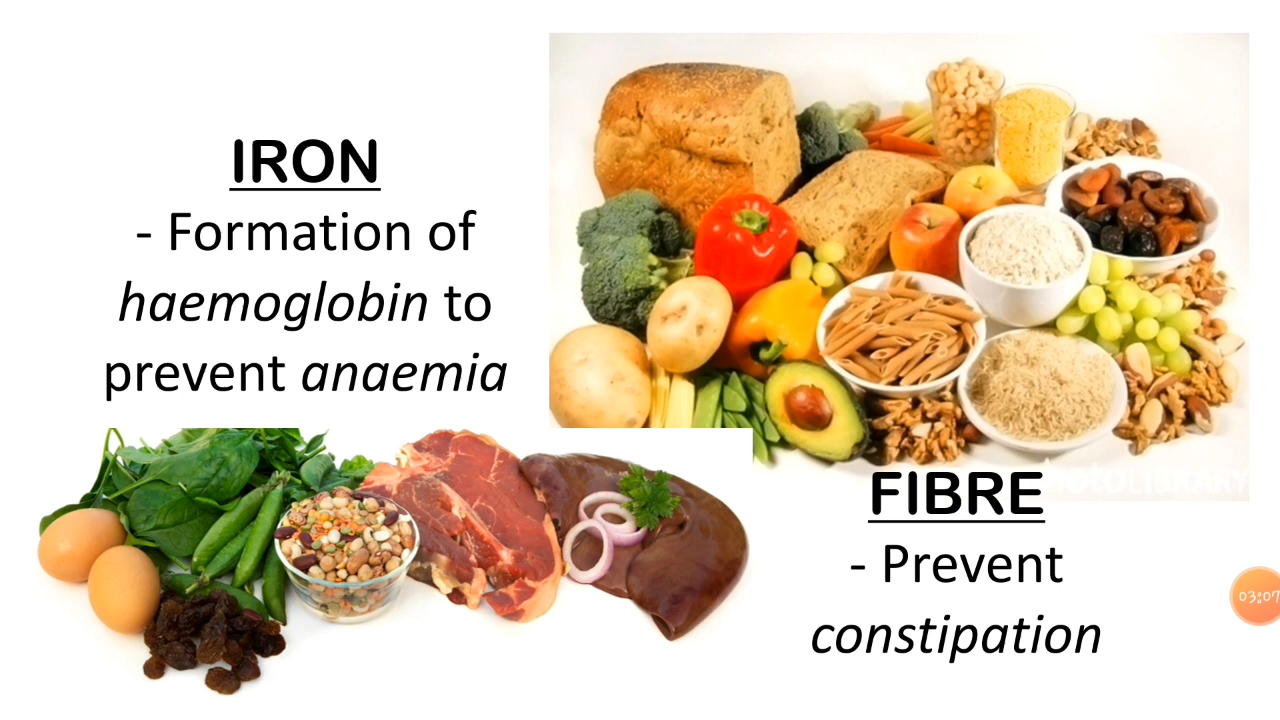 IRON
- Formation of
haemoglobin to
prevent anaemia
FIBRE
- Prevent
constipation
03:07